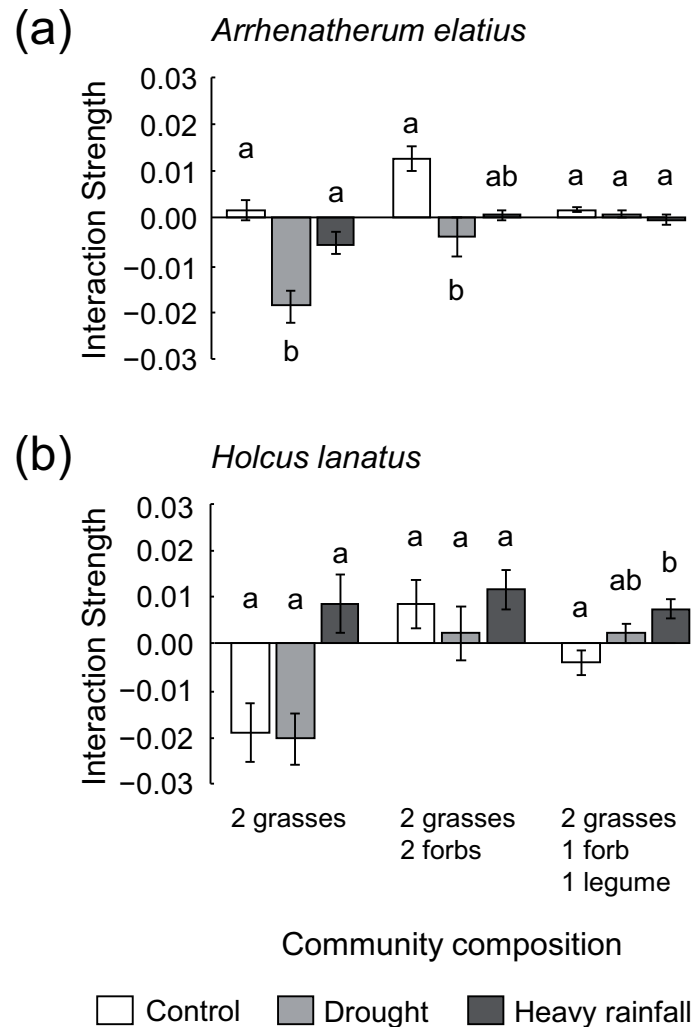 (a)
Arrhenatherum elatius
Interaction Strength
0.03
0.02
0.01
0.00
−0.01
−0.02
−0.03
a
b
a
a
b
ab
a
a
a
(b)
Holcus lanatus
Interaction Strength
0.03
0.02
0.01
0.00
−0.01
−0.02
−0.03
a
a
a
a
a
a
a
ab
b
2 grasses
2 grasses
2 forbs
2 grasses
1 forb
1 legume
Community composition
Control
Drought
Heavy rainfall